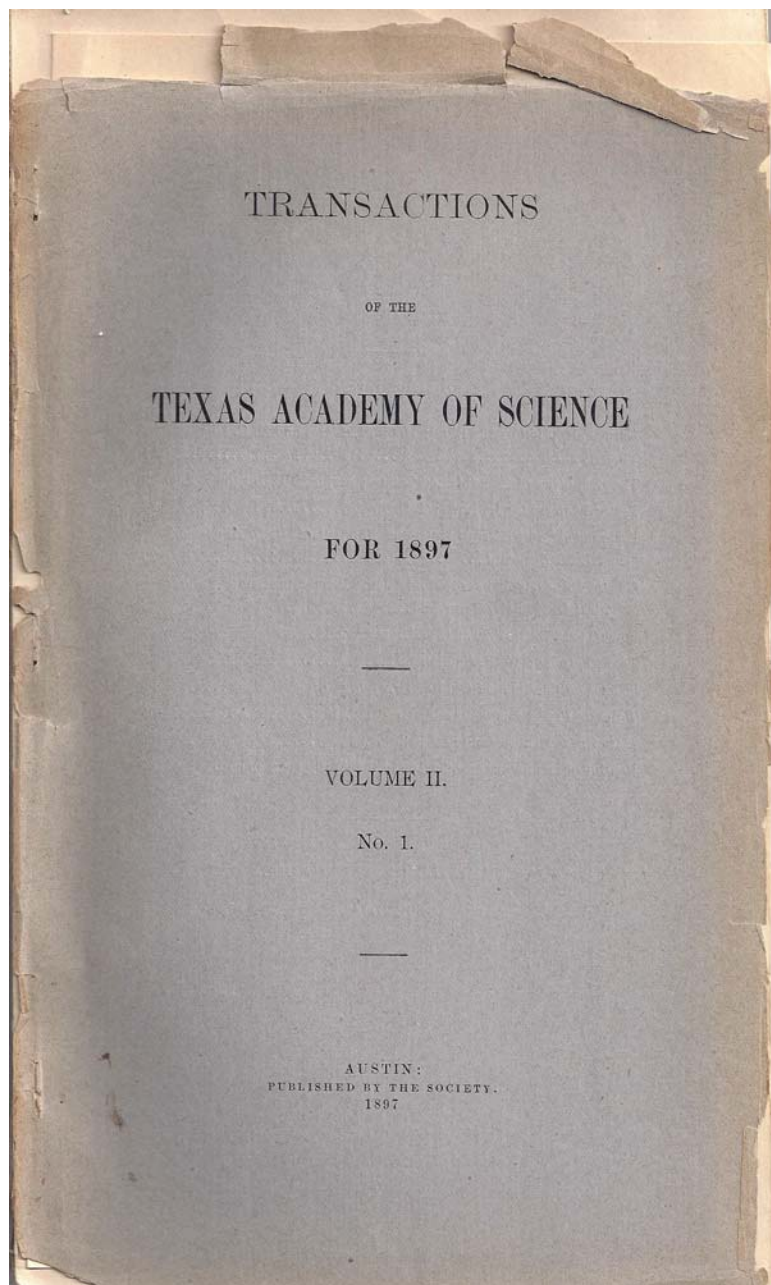 TRANSACTIONS
OF THE
TEXAS ACADEMY OF SCIENCE
FOR 1897
VOLUME II.
No. 1.
AUSTIN:
PUBLISHED BY THE SOCIETY.
1897